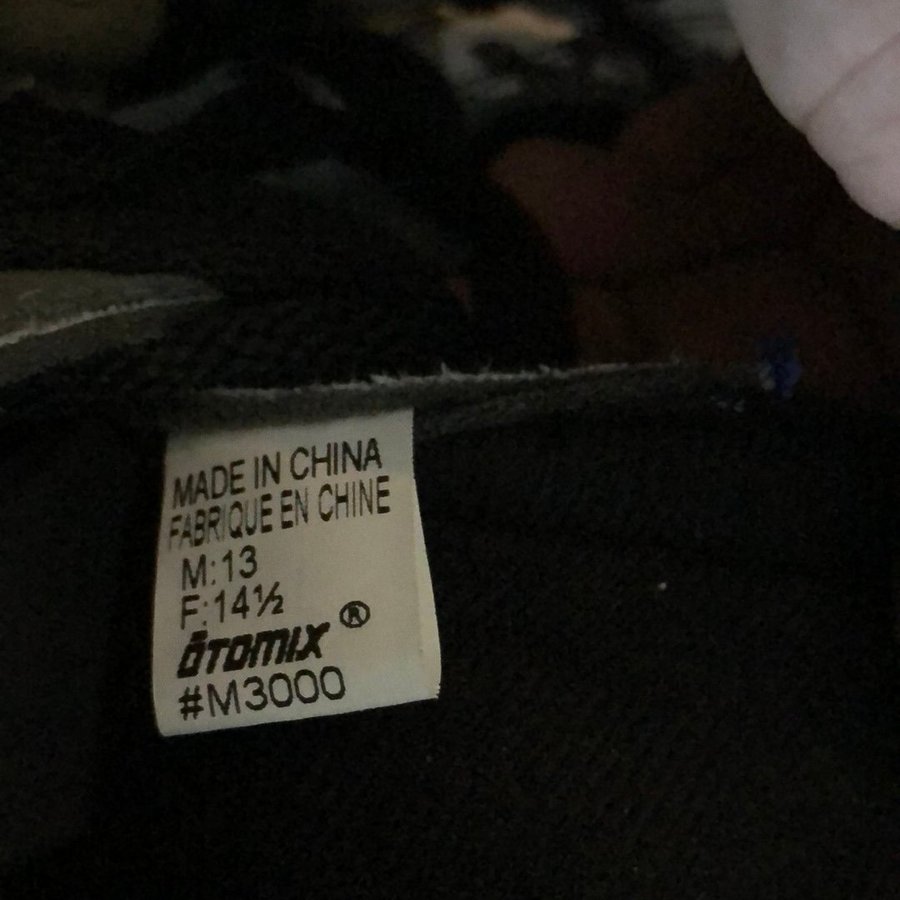 MADE IN CHINA
FABRIQUE EN CHINE
M:13
F:14½
ŌTOMIX ®
#M3000